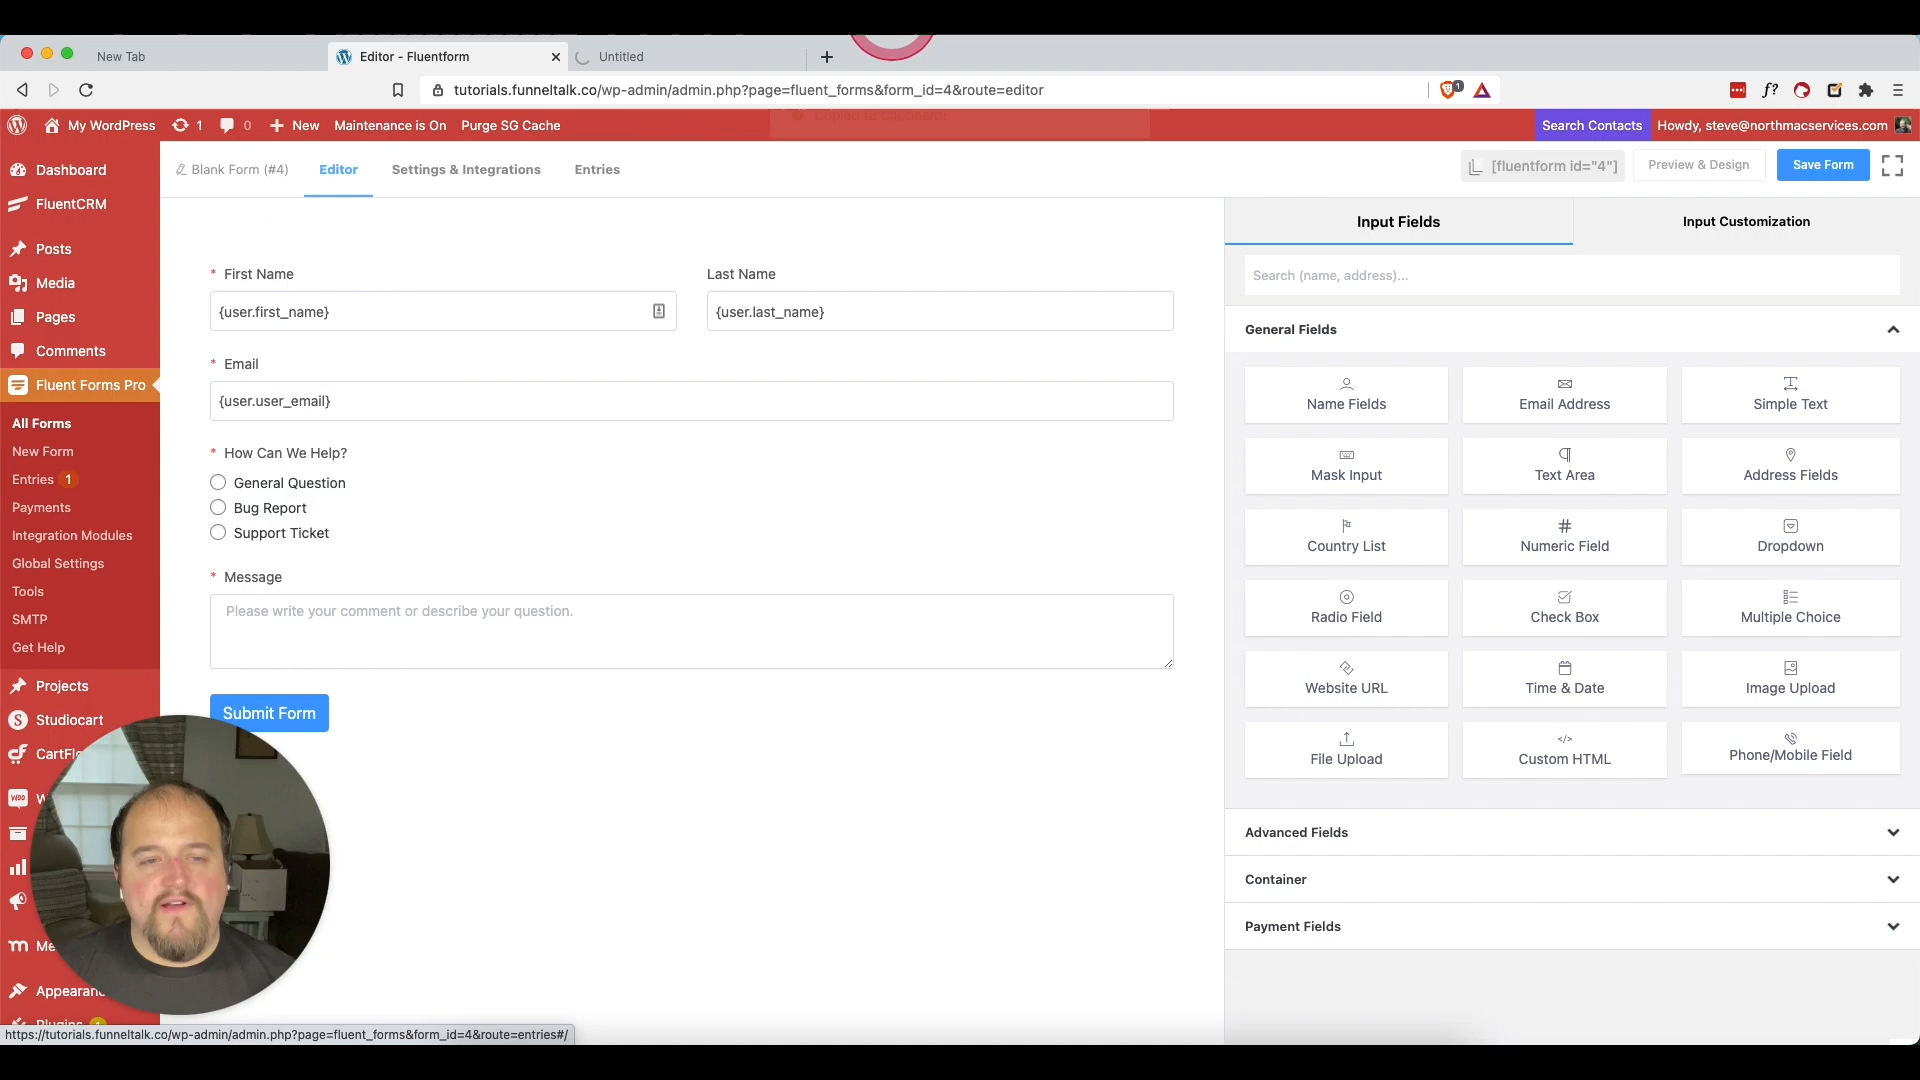 New Tab
Editor - Fluentform
Untitled
tutorials.funneltalk.co/wp-admin/admin.php?page=fluent_forms&form_id=4&route=editor
1
f?
My WordPress
1
0
New
Maintenance is On
Purge SG Cache
Copied to Clipboard!
Search Contacts
Howdy, steve@northmacservices.com
Dashboard
FluentCRM
Posts
Media
Pages
Comments
Fluent Forms Pro
All Forms
New Form
Entries 1
Payments
Integration Modules
Global Settings
Tools
SMTP
Get Help
Projects
Studiocart
CartFl
W
Me
Appearanc
Plugins
Blank Form (#4)
Editor
Settings & Integrations
Entries
[fluentform id="4"]
Preview & Design
Save Form
* First Name
Last Name
{user.first_name}
{user.last_name}
* Email
{user.user_email}
* How Can We Help?
General Question
Bug Report
Support Ticket
* Message
Please write your comment or describe your question.
Submit Form
Input Fields
Input Customization
Search (name, address)...
General Fields
Name Fields
Email Address
Simple Text
Mask Input
Text Area
Address Fields
Country List
Numeric Field
Dropdown
Radio Field
Check Box
Multiple Choice
Website URL
Time & Date
Image Upload
File Upload
Custom HTML
Phone/Mobile Field
Advanced Fields
Container
Payment Fields
https://tutorials.funneltalk.co/wp-admin/admin.php?page=fluent_forms&form_id=4&route=entries#/